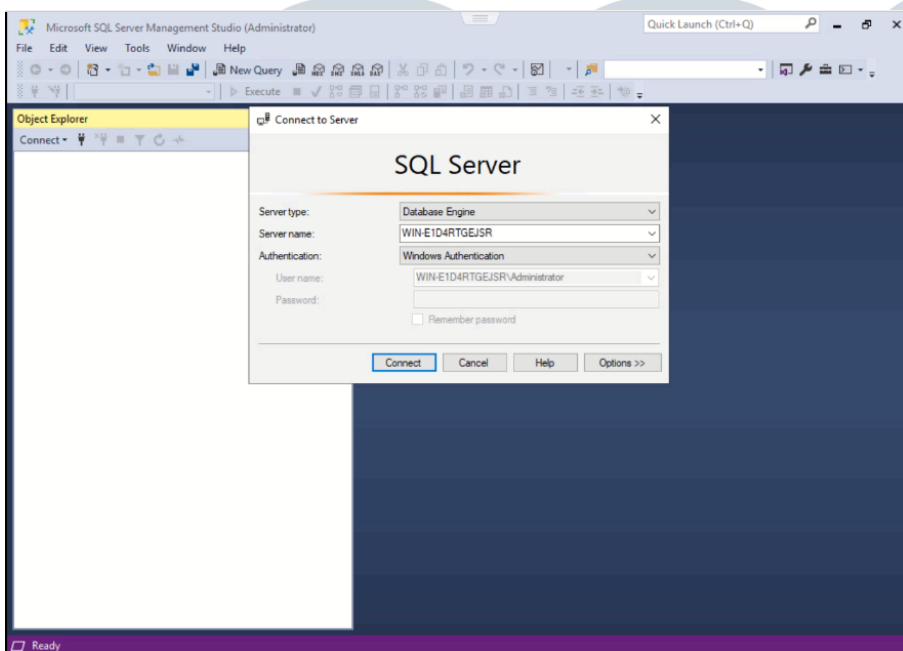 Microsoft SQL Server Management Studio (Administrator)
Quick Launch (Ctrl+Q)
File Edit View Tools Window Help
New Query
Execute
Object Explorer
Connect
Connect to Server
SQL Server
Server type: Database Engine
Server name: WIN-E1D4RTGEJSR
Authentication: Windows Authentication
User name: WIN-E1D4RTGEJSR\Administrator
Password:
Remember password
Connect Cancel Help Options >>
Ready